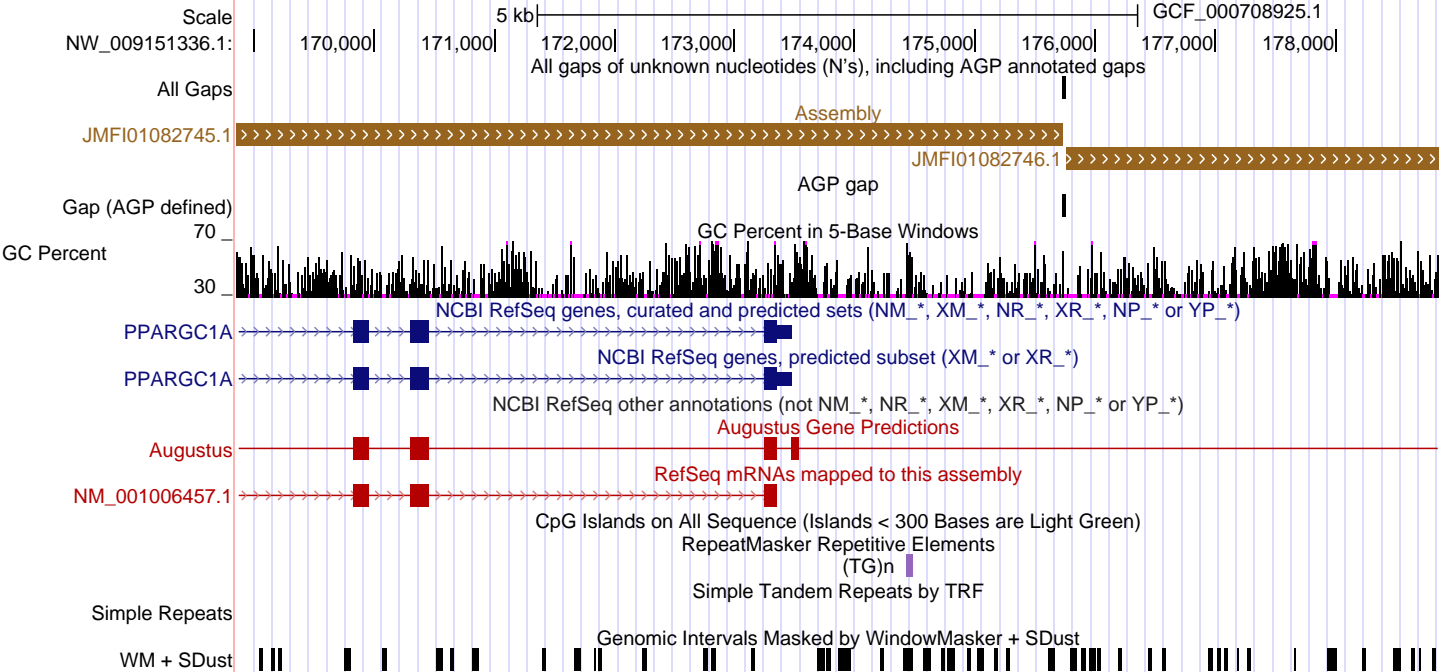 Scale 5 kb GCF_000708925.1
NW_009151336.1: 170,000 171,000 172,000 173,000 174,000 175,000 176,000 177,000 178,000
All gaps of unknown nucleotides (N's), including AGP annotated gaps
All Gaps
Assembly
JMFI01082745.1
JMFI01082746.1
AGP gap
Gap (AGP defined)
GC Percent in 5-Base Windows
70 _
GC Percent
30 _
NCBI RefSeq genes, curated and predicted sets (NM_*, XM_*, NR_*, XR_*, NP_* or YP_*)
PPARGC1A
NCBI RefSeq genes, predicted subset (XM_* or XR_*)
PPARGC1A
NCBI RefSeq other annotations (not NM_*, NR_*, XM_*, XR_*, NP_* or YP_*)
Augustus Gene Predictions
Augustus
RefSeq mRNAs mapped to this assembly
NM_001006457.1
CpG Islands on All Sequence (Islands < 300 Bases are Light Green)
RepeatMasker Repetitive Elements
(TG)n
Simple Tandem Repeats by TRF
Simple Repeats
Genomic Intervals Masked by WindowMasker + SDust
WM + SDust